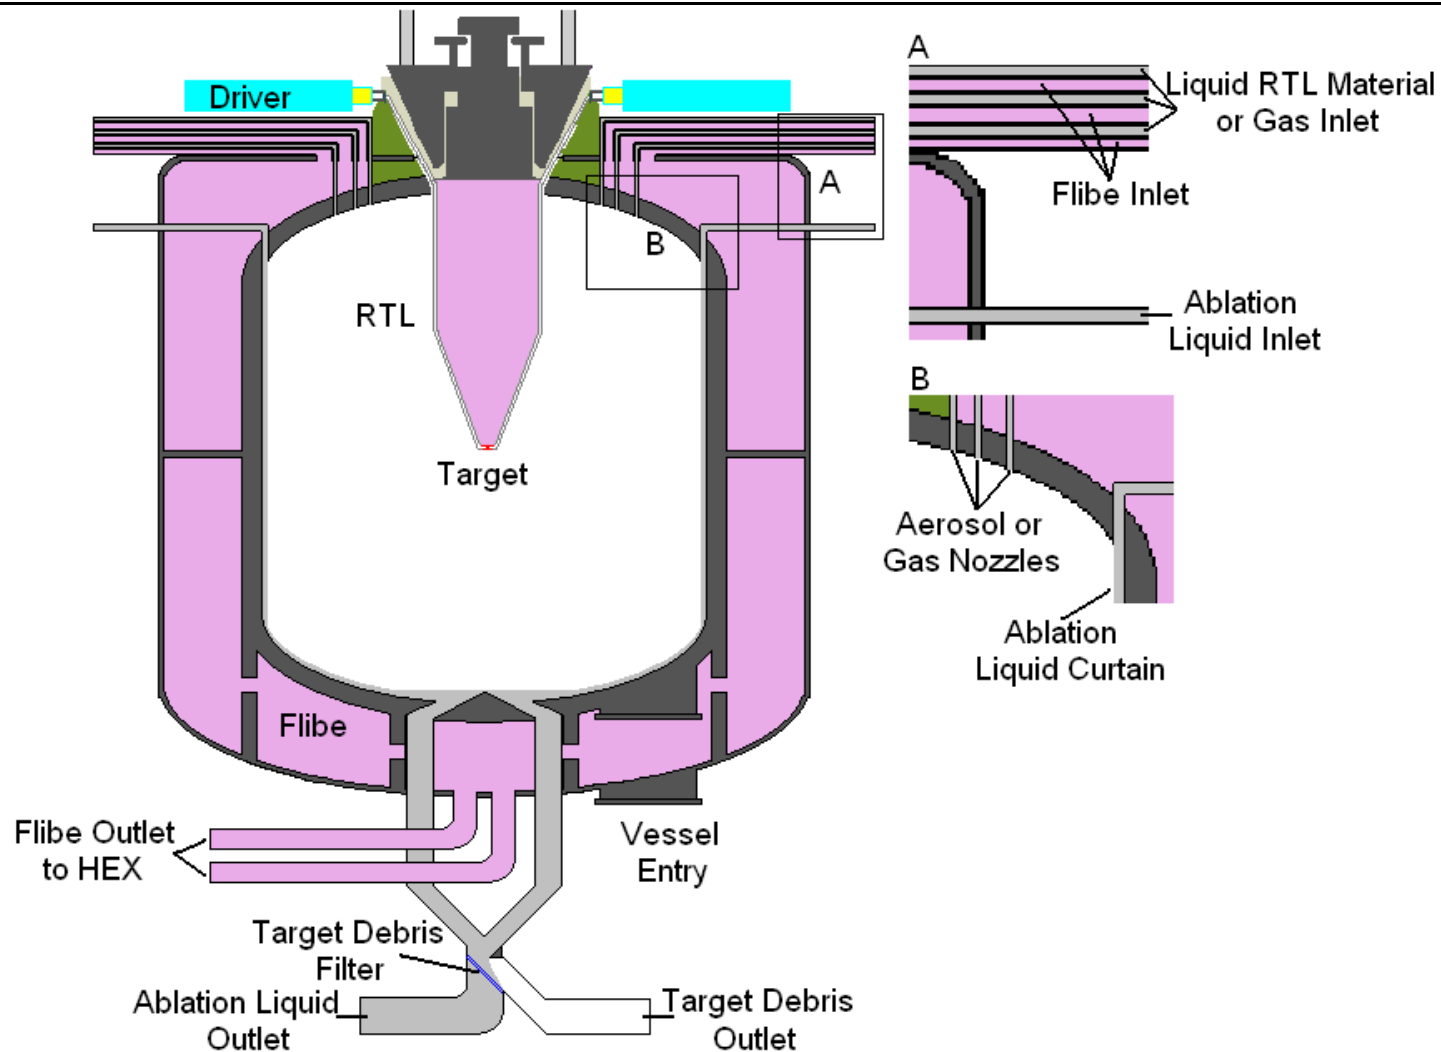 Driver
A
B
RTL
Target
Flibe
Flibe Outlet
to HEX
Vessel
Entry
Target Debris
Filter
Ablation Liquid
Outlet
Target Debris
Outlet
A
Liquid RTL Material
or Gas Inlet
Flibe Inlet
Ablation
Liquid Inlet
B
Aerosol or
Gas Nozzles
Ablation
Liquid Curtain